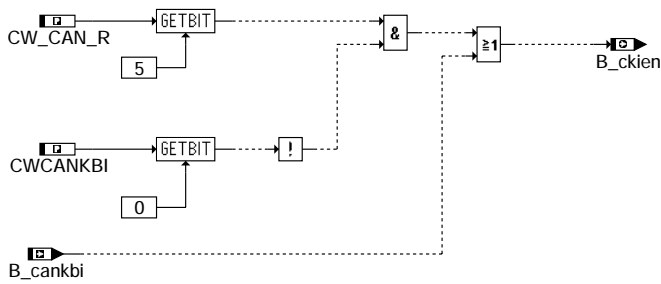 GETBIT
CW_CAN_R
5
&
≥1
B_ckien
GETBIT
!
CWCANKBI
0
B_cankbi